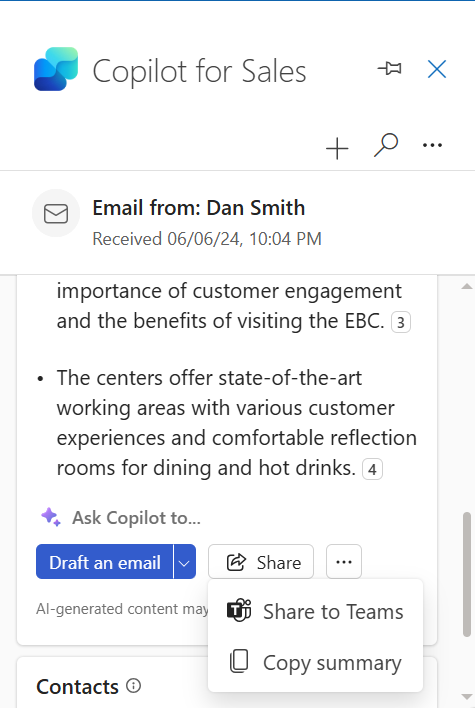 Copilot for Sales
Email from: Dan Smith
Received 06/06/24, 10:04 PM
importance of customer engagement
and the benefits of visiting the EBC. 3
• The centers offer state-of-the-art
working areas with various customer
experiences and comfortable reflection
rooms for dining and hot drinks. 4
Ask Copilot to...
Draft an email
Share
AI-generated content may
Share to Teams
Copy summary
Contacts